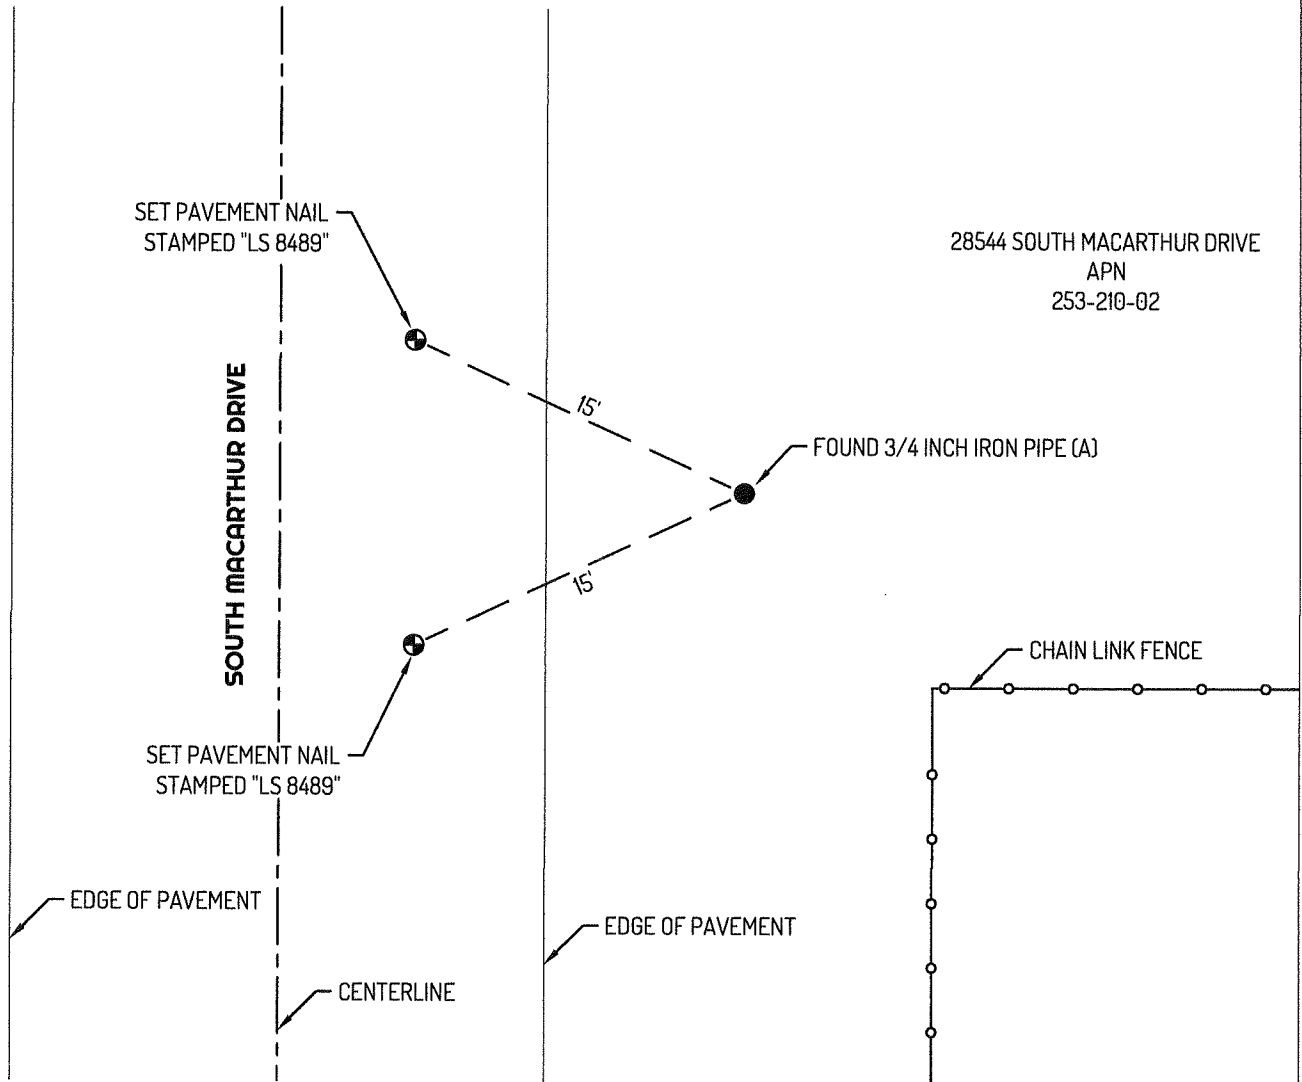 SET PAVEMENT NAIL
STAMPED "LS 8489"
28544 SOUTH MACARTHUR DRIVE
APN
253-210-02
SOUTH MACARTHUR DRIVE
15'
FOUND 3/4 INCH IRON PIPE (A)
15'
CHAIN LINK FENCE
SET PAVEMENT NAIL
STAMPED "LS 8489"
EDGE OF PAVEMENT
EDGE OF PAVEMENT
CENTERLINE